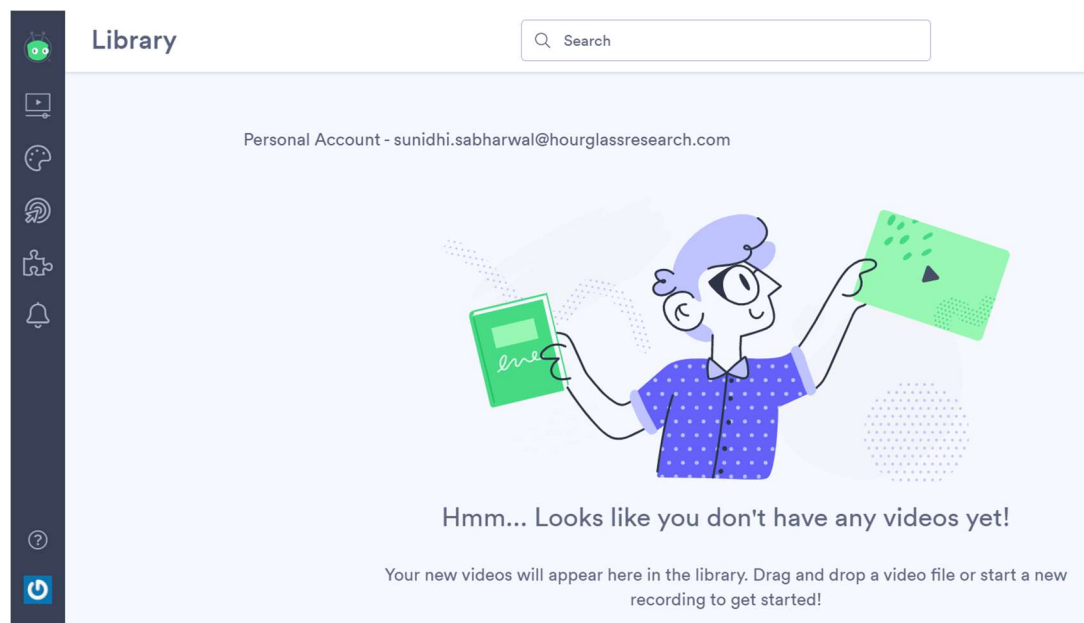 Library
Search
Personal Account - sunidhi.sabharwal@hourglassresearch.com
Hmm... Looks like you don't have any videos yet!
Your new videos will appear here in the library. Drag and drop a video file or start a new
recording to get started!